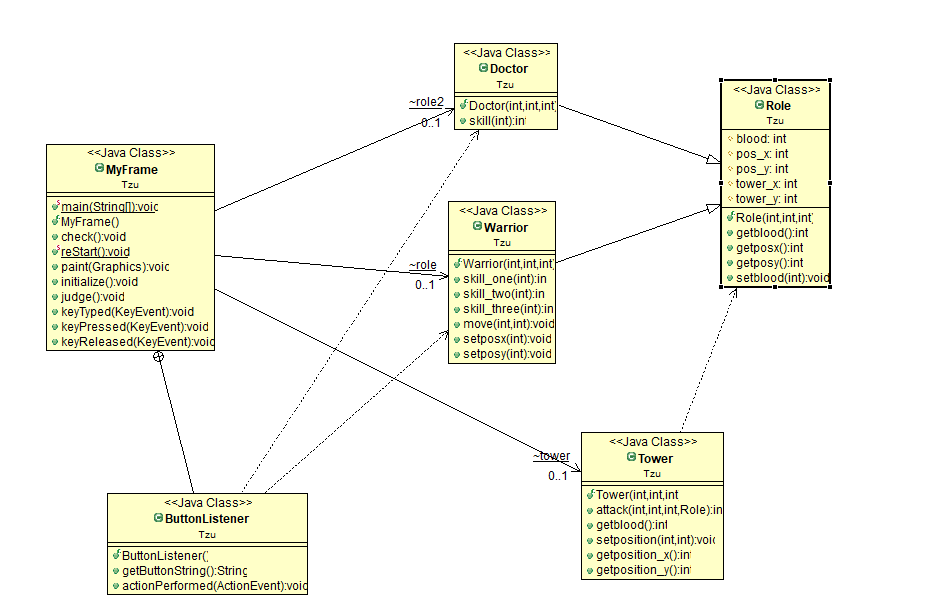 <<Java Class>>
Doctor
Tzu
Doctor(int,int,int)
skill(int):int
<<Java Class>>
Role
Tzu
blood: int
pos_x: int
pos_y: int
tower_x: int
tower_y: int
Role(int,int,int)
getblood():int
getposx():int
getposy():int
setblood(int):void
~role2
0..1
<<Java Class>>
MyFrame
Tzu
main(String[]):void
MyFrame()
check():void
reStart():void
paint(Graphics):void
initialize():void
judge():void
keyTyped(KeyEvent):void
keyPressed(KeyEvent):void
keyReleased(KeyEvent):void
<<Java Class>>
Warrior
Tzu
Warrior(int,int,int)
skill_one(int):in
skill_two(int):in
skill_three(int):in
move(int,int):void
setposx(int):void
setposy(int):void
~role
0..1
~tower
0..1
<<Java Class>>
Tower
Tzu
Tower(int,int,int
attack(int,int,int,Role):in
getblood():int
setposition(int,int):void
getposition_x():int
getposition_y():int
<<Java Class>>
ButtonListener
Tzu
ButtonListener()
getButtonString():String
actionPerformed(ActionEvent):void